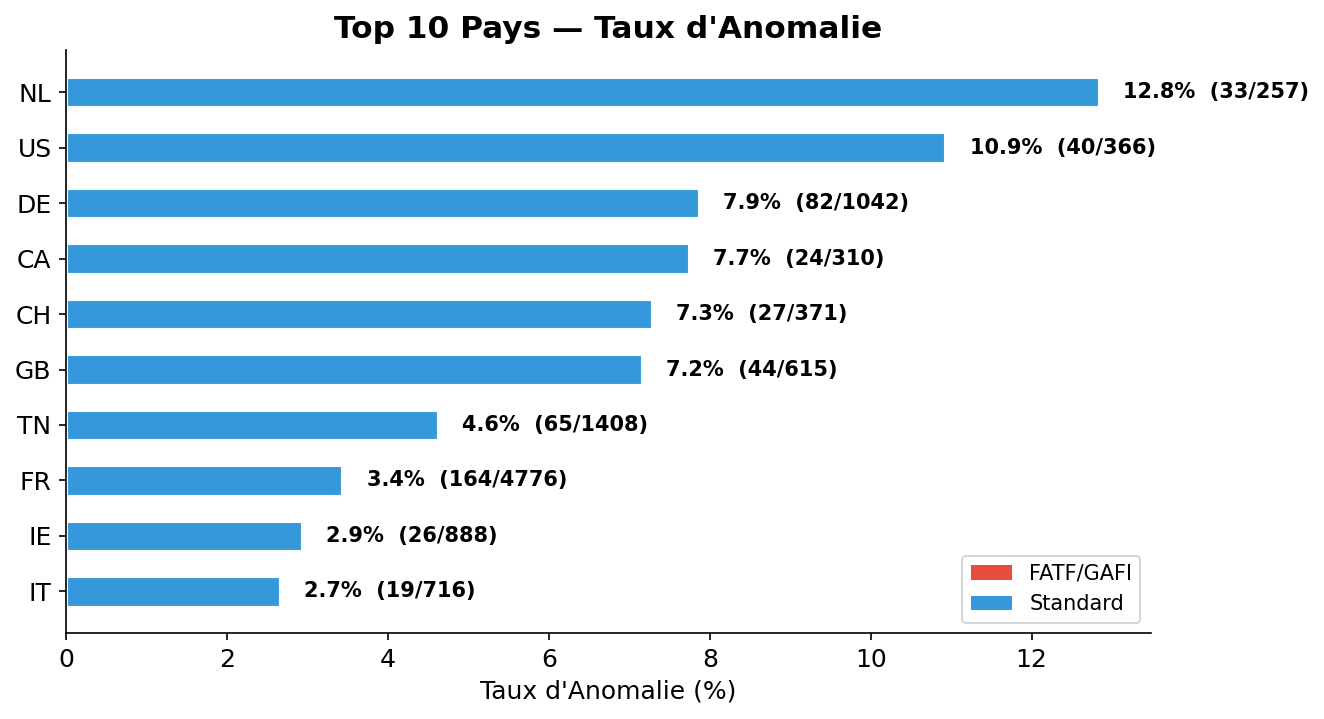 Top 10 Pays — Taux d'Anomalie
NL 12.8% (33/257)
US 10.9% (40/366)
DE 7.9% (82/1042)
CA 7.7% (24/310)
CH 7.3% (27/371)
GB 7.2% (44/615)
TN 4.6% (65/1408)
FR 3.4% (164/4776)
IE 2.9% (26/888)
IT 2.7% (19/716)
FATF/GAFI
Standard
0 2 4 6 8 10 12
Taux d'Anomalie (%)